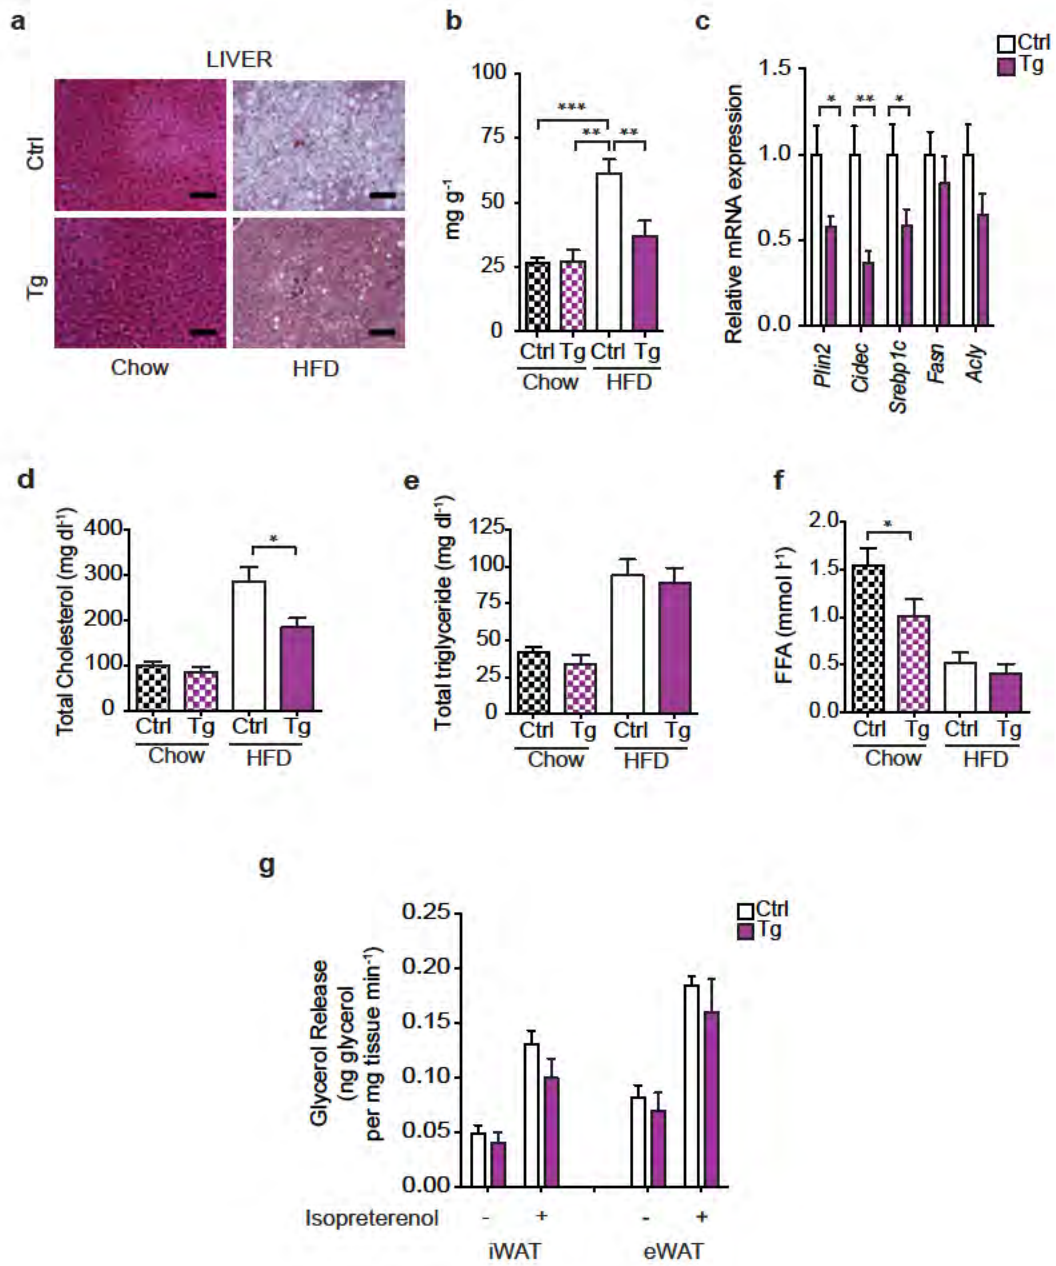 a
LIVER
Ctrl
Tg
Chow
HFD
b
mg g-1
100
75
50
25
0
***
** **
Ctrl Tg Ctrl Tg
Chow HFD
c
Ctrl
Tg
Relative mRNA expression
1.5
1.0
0.5
0.0
* ** *
Plin2
Cidec
Srebp1c
Fasn
Acly
d
Total Cholesterol (mg dl-1)
400
300
200
100
0
*
Ctrl Tg Ctrl Tg
Chow HFD
e
Total triglyceride (mg dl-1)
125
100
75
50
25
0
Ctrl Tg Ctrl Tg
Chow HFD
f
FFA (mmol l-1)
2.0
1.5
1.0
0.5
0.0
*
Ctrl Tg Ctrl Tg
Chow HFD
g
Ctrl
Tg
Glycerol Release
(ng glycerol
per mg tissue min-1)
0.25
0.20
0.15
0.10
0.05
0.00
Isopreterenol - + - +
iWAT eWAT